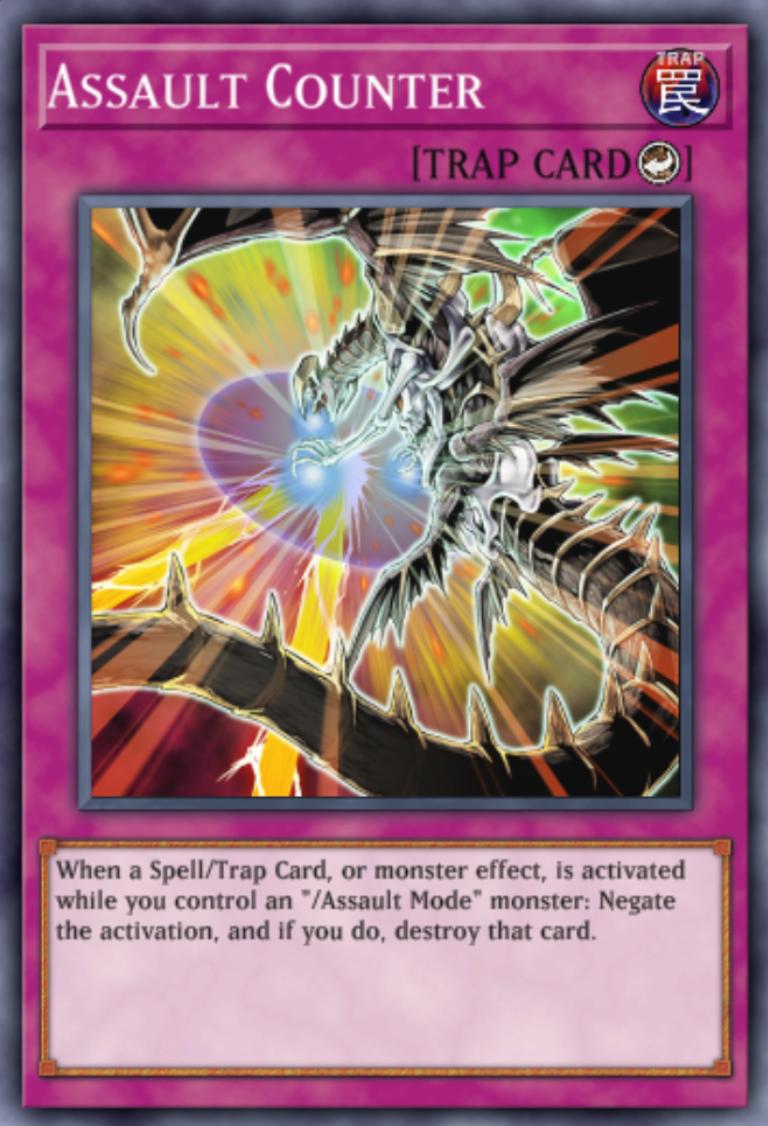 ASSAULT COUNTER
TRAP
罠
[TRAP CARD]
When a Spell/Trap Card, or monster effect, is activated
while you control an "/Assault Mode" monster: Negate
the activation, and if you do, destroy that card.